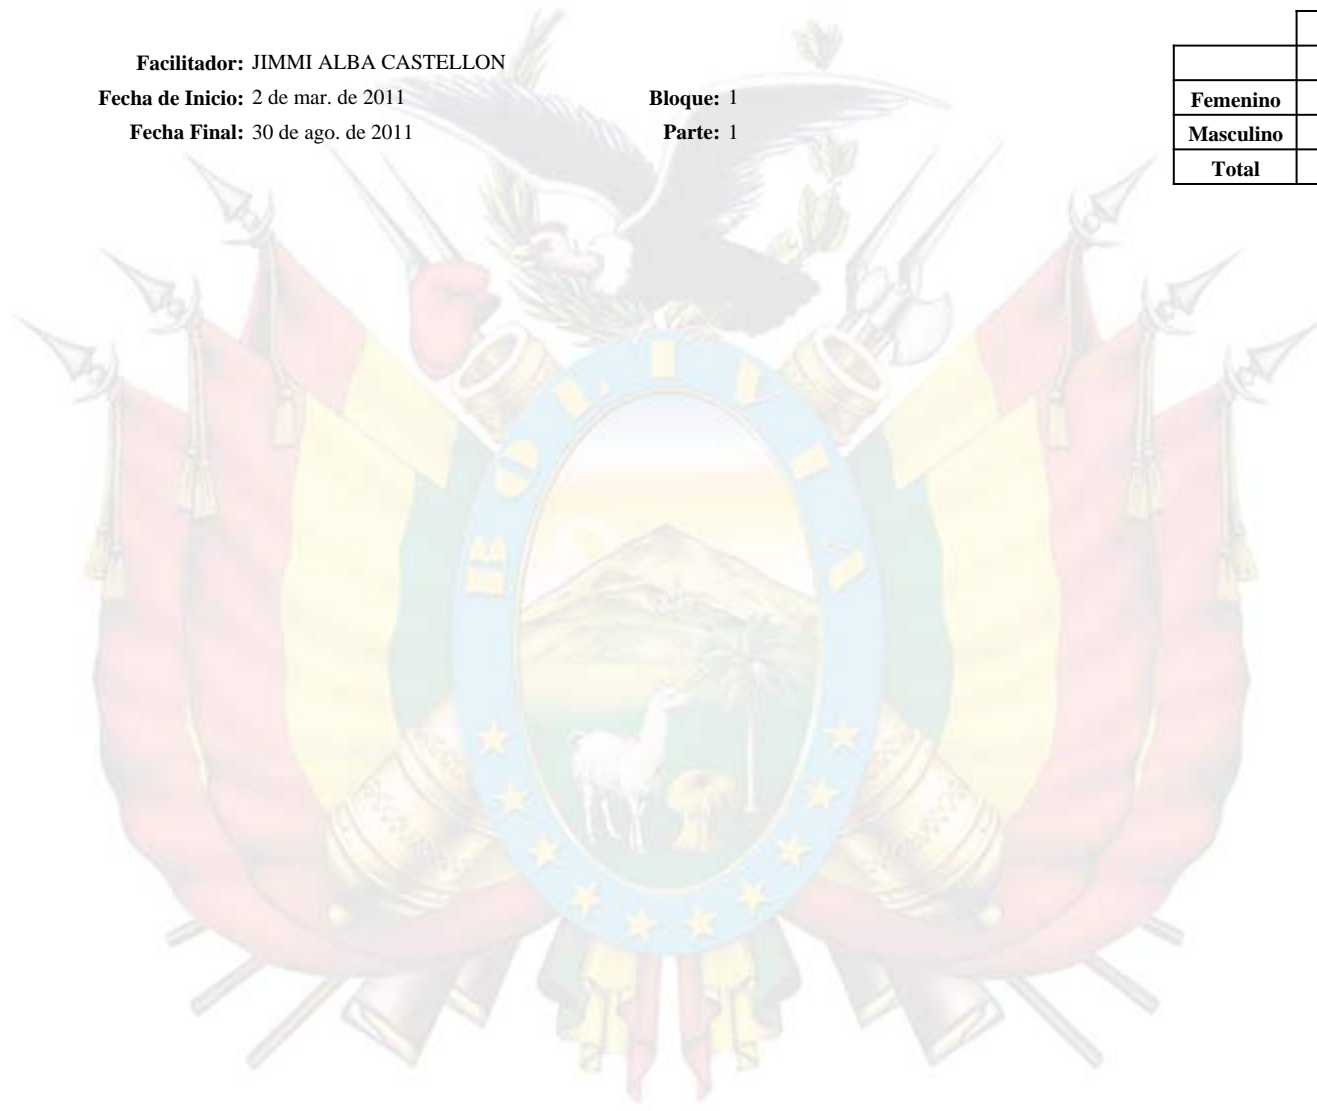 Facilitador: JIMMI ALBA CASTELLON
Fecha de Inicio: 2 de mar. de 2011 Bloque: 1
Fecha Final: 30 de ago. de 2011 Parte: 1
Femenino
Masculino
Total
BOLIVIA